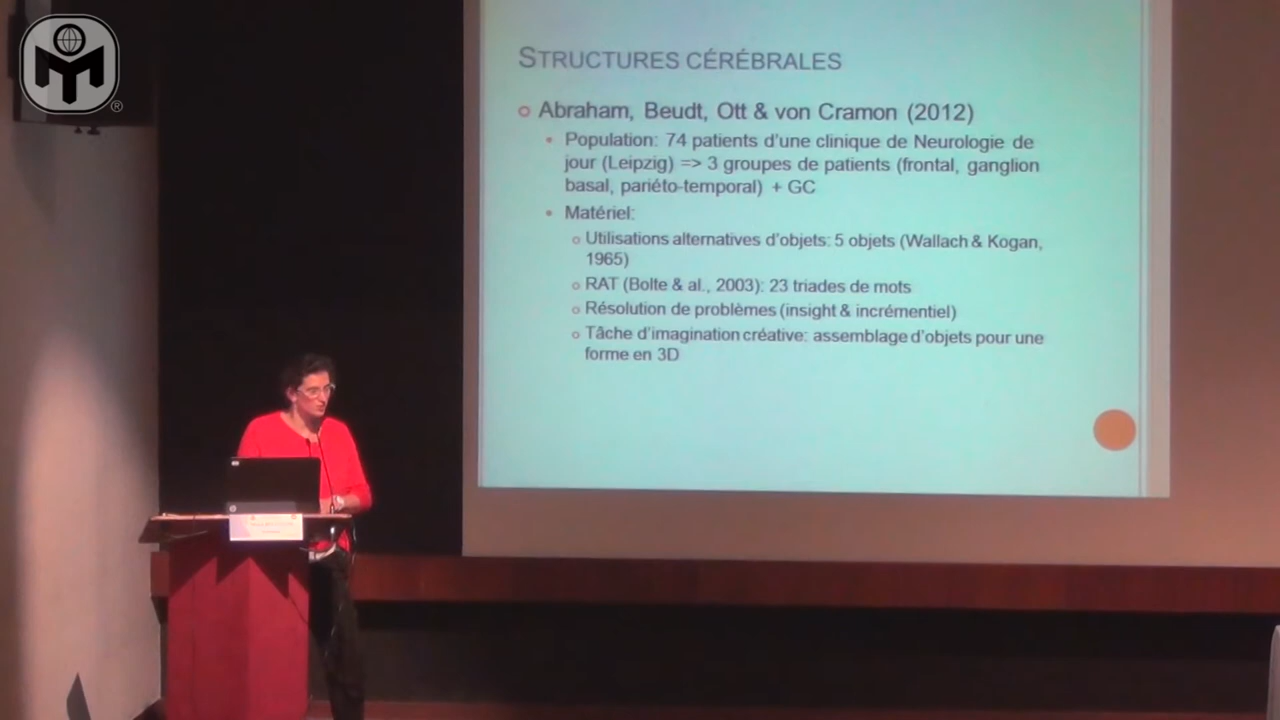 STRUCTURES CÉRÉBRALES
Abraham, Beudt, Ott & von Cramon (2012)
Population: 74 patients d'une clinique de Neurologie de
jour (Leipzig) => 3 groupes de patients (frontal, ganglion
basal, pariéto-temporal) + GC
Matériel:
Utilisations alternatives d'objets: 5 objets (Wallach & Kogan,
1965)
RAT (Bolte & al., 2003): 23 triades de mots
Résolution de problèmes (insight & incrémentiel)
Tâche d'imagination créative: assemblage d'objets pour une
forme en 3D